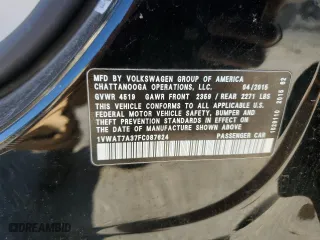 MFD BY VOLKSWAGEN GROUP OF AMERICA
CHATTANOOGA OPERATIONS, LLC. 04/2015
GVWR 4519 GAWR FRONT 2359 / REAR 2271 LBS
THIS VEHICLE CONFORMS TO ALL APPLICABLE U.S.
FEDERAL MOTOR VEHICLE SAFETY, BUMPER AND
THEFT PREVENTION STANDARDS IN EFFECT ON
THE DATE OF MANUFACTURE SHOWN ABOVE.
1VWAT7A37FC087624 PASSENGER CAR